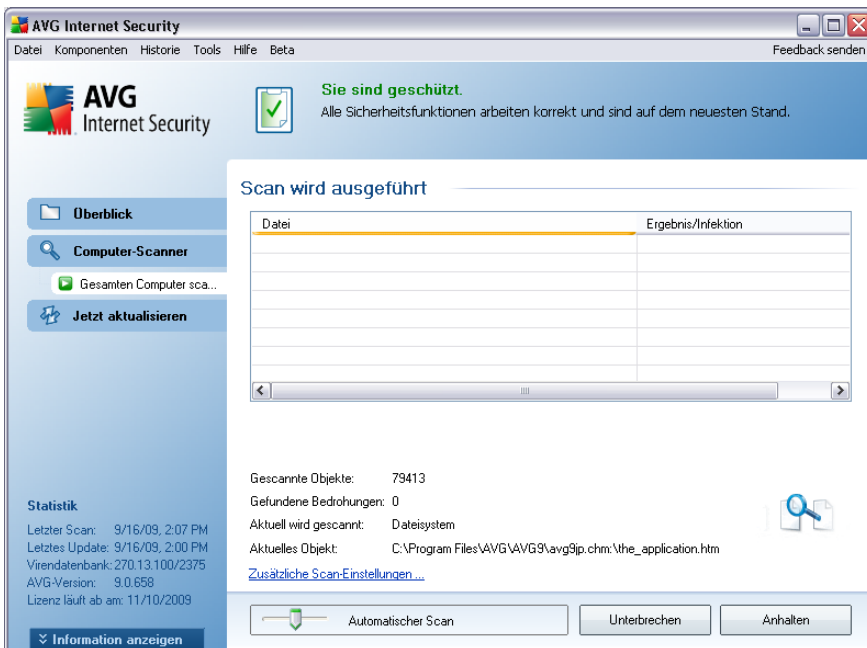 AVG Internet Security
Datei Komponenten Historie Tools Hilfe Beta Feedback senden
AVG
Internet Security
Sie sind geschützt.
Alle Sicherheitsfunktionen arbeiten korrekt und sind auf dem neuesten Stand.
Überblick
Computer-Scanner
Gesamten Computer sca...
Jetzt aktualisieren
Scan wird ausgeführt
Datei Ergebnis/Infektion
Gescannte Objekte: 79413
Gefundene Bedrohungen: 0
Aktuell wird gescannt: Dateisystem
Aktuelles Objekt: C:\Program Files\AVG\AVG9\avg9jp.chm:\the_application.htm
Zusätzliche Scan-Einstellungen ...
Statistik
Letzter Scan: 9/16/09, 2:07 PM
Letztes Update: 9/16/09, 2:00 PM
Virendatenbank: 270.13.100/2375
AVG-Version: 9.0.658
Lizenz läuft ab am: 11/10/2009
Information anzeigen
Automatischer Scan
Unterbrechen
Anhalten